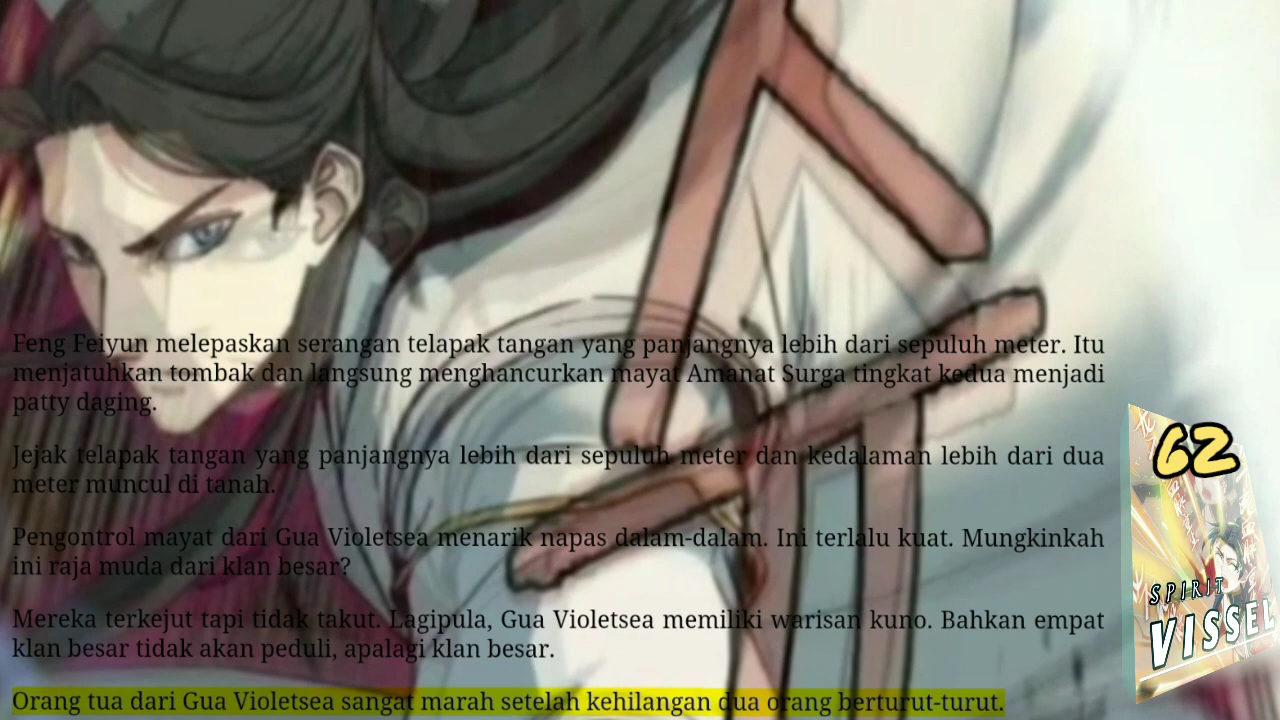 Feng Feiyun melepaskan serangan telapak tangan yang panjangnya lebih dari sepuluh meter. Itu
menjatuhkan tombak dan langsung menghancurkan mayat Amanat Surga tingkat kedua menjadi
patty daging.
Jejak telapak tangan yang panjangnya lebih dari sepuluh meter dan kedalaman lebih dari dua
meter muncul di tanah.
Pengontrol mayat dari Gua Violetsea menarik napas dalam-dalam. Ini terlalu kuat. Mungkinkah
ini raja muda dari klan besar?
Mereka terkejut tapi tidak takut. Lagipula, Gua Violetsea memiliki warisan kuno. Bahkan empat
klan besar tidak akan peduli, apalagi klan besar.
Orang tua dari Gua Violetsea sangat marah setelah kehilangan dua orang berturut-turut.
62
SPIRIT
VISSEL